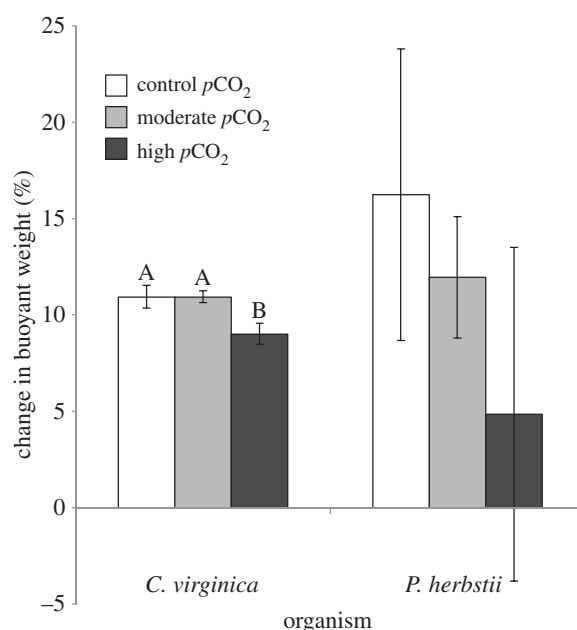 25
20
15
10
5
0
–5
change in buoyant weight (%)
control pCO2
moderate pCO2
high pCO2
A
A
B
C. virginica
P. herbstii
organism